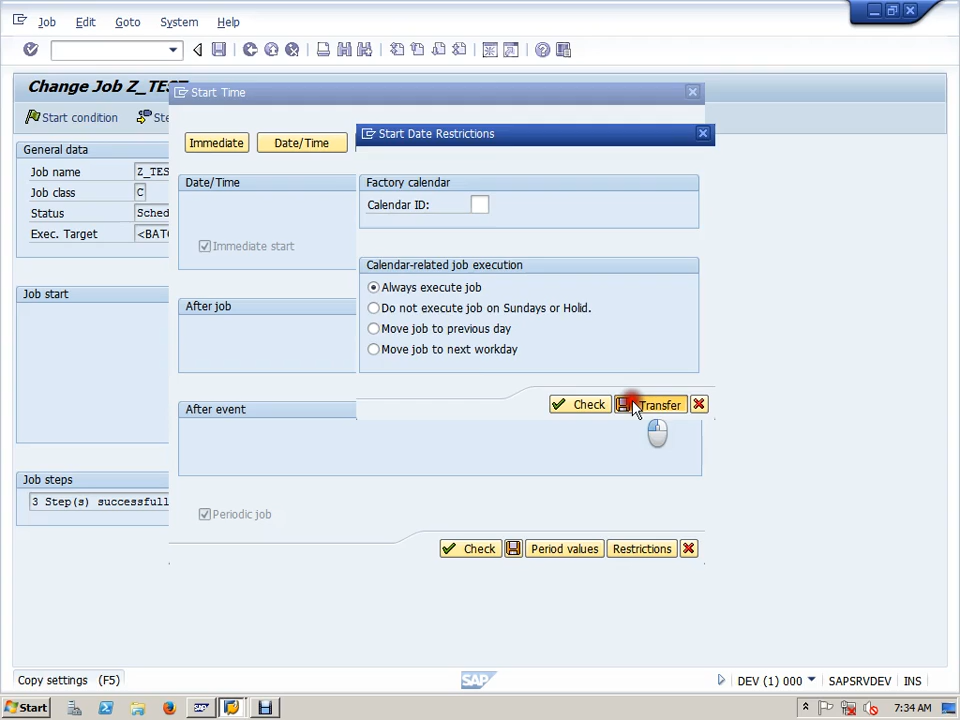 Job Edit Goto System Help
Change Job Z_TEST
Start condition Ste
General data
Job name Z_TES
Job class C
Status Sched
Exec. Target <BATC
Job start
Job steps
3 Step(s) successfull
Start Time
Immediate Date/Time
Date/Time
Immediate start
After job
After event
Periodic job
Check Period values Restrictions
Start Date Restrictions
Factory calendar
Calendar ID:
Calendar-related job execution
Always execute job
Do not execute job on Sundays or Holid.
Move job to previous day
Move job to next workday
Check Transfer
Copy settings (F5) SAP DEV (1) 000 SAPSRVDEV INS
Start 7:34 AM